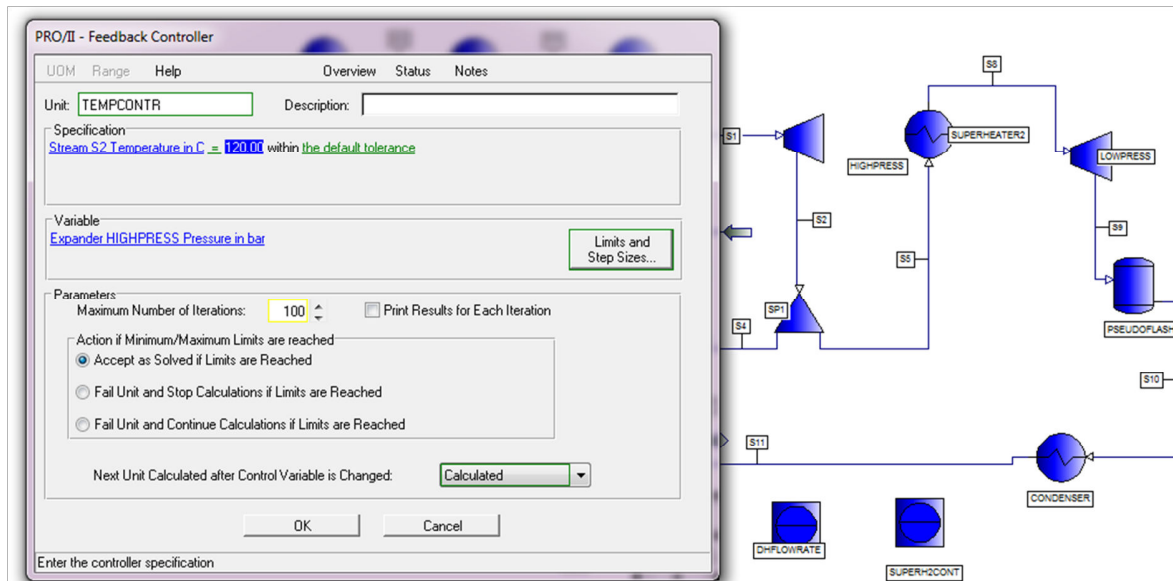 PRO/II - Feedback Controller
UOM Range Help Overview Status Notes
Unit: TEMPCONTR Description:
Specification
Stream S2 Temperature in C = 120.00 within the default tolerance
Variable
Expander HIGHPRESS Pressure in bar
Limits and
Step Sizes...
Parameters
Maximum Number of Iterations: 100 Print Results for Each Iteration
Action if Minimum/Maximum Limits are reached
Accept as Solved if Limits are Reached
Fail Unit and Stop Calculations if Limits are Reached
Fail Unit and Continue Calculations if Limits are Reached
Next Unit Calculated after Control Variable is Changed: Calculated
OK Cancel
Enter the controller specification
S8
S1
SUPERHEATER2
HIGHPRESS
LOWPRESS
S2
S9
S5
SP1
S4
PSEUDOFLASH
S10
S11
CONDENSER
DHFLOWRATE
SUPERH2CONT